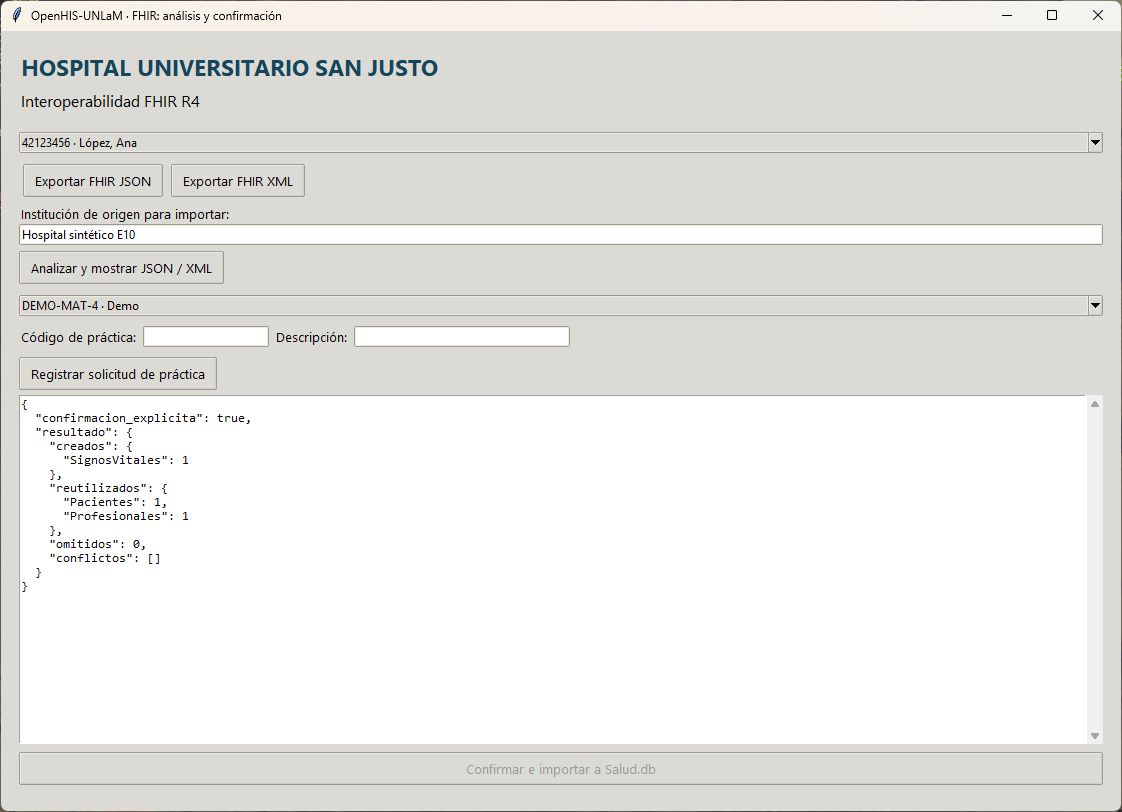 OpenHIS-UNLaM · FHIR: análisis y confirmación
HOSPITAL UNIVERSITARIO SAN JUSTO
Interoperabilidad FHIR R4
42123456 · López, Ana
Exportar FHIR JSON Exportar FHIR XML
Institución de origen para importar:
Hospital sintético E10
Analizar y mostrar JSON / XML
DEMO-MAT-4 · Demo
Código de práctica: Descripción:
Registrar solicitud de práctica
{
  "confirmacion_explicita": true,
  "resultado": {
    "creados": {
      "SignosVitales": 1
    },
    "reutilizados": {
      "Pacientes": 1,
      "Profesionales": 1
    },
    "omitidos": 0,
    "conflictos": []
  }
}
Confirmar e importar a Salud.db